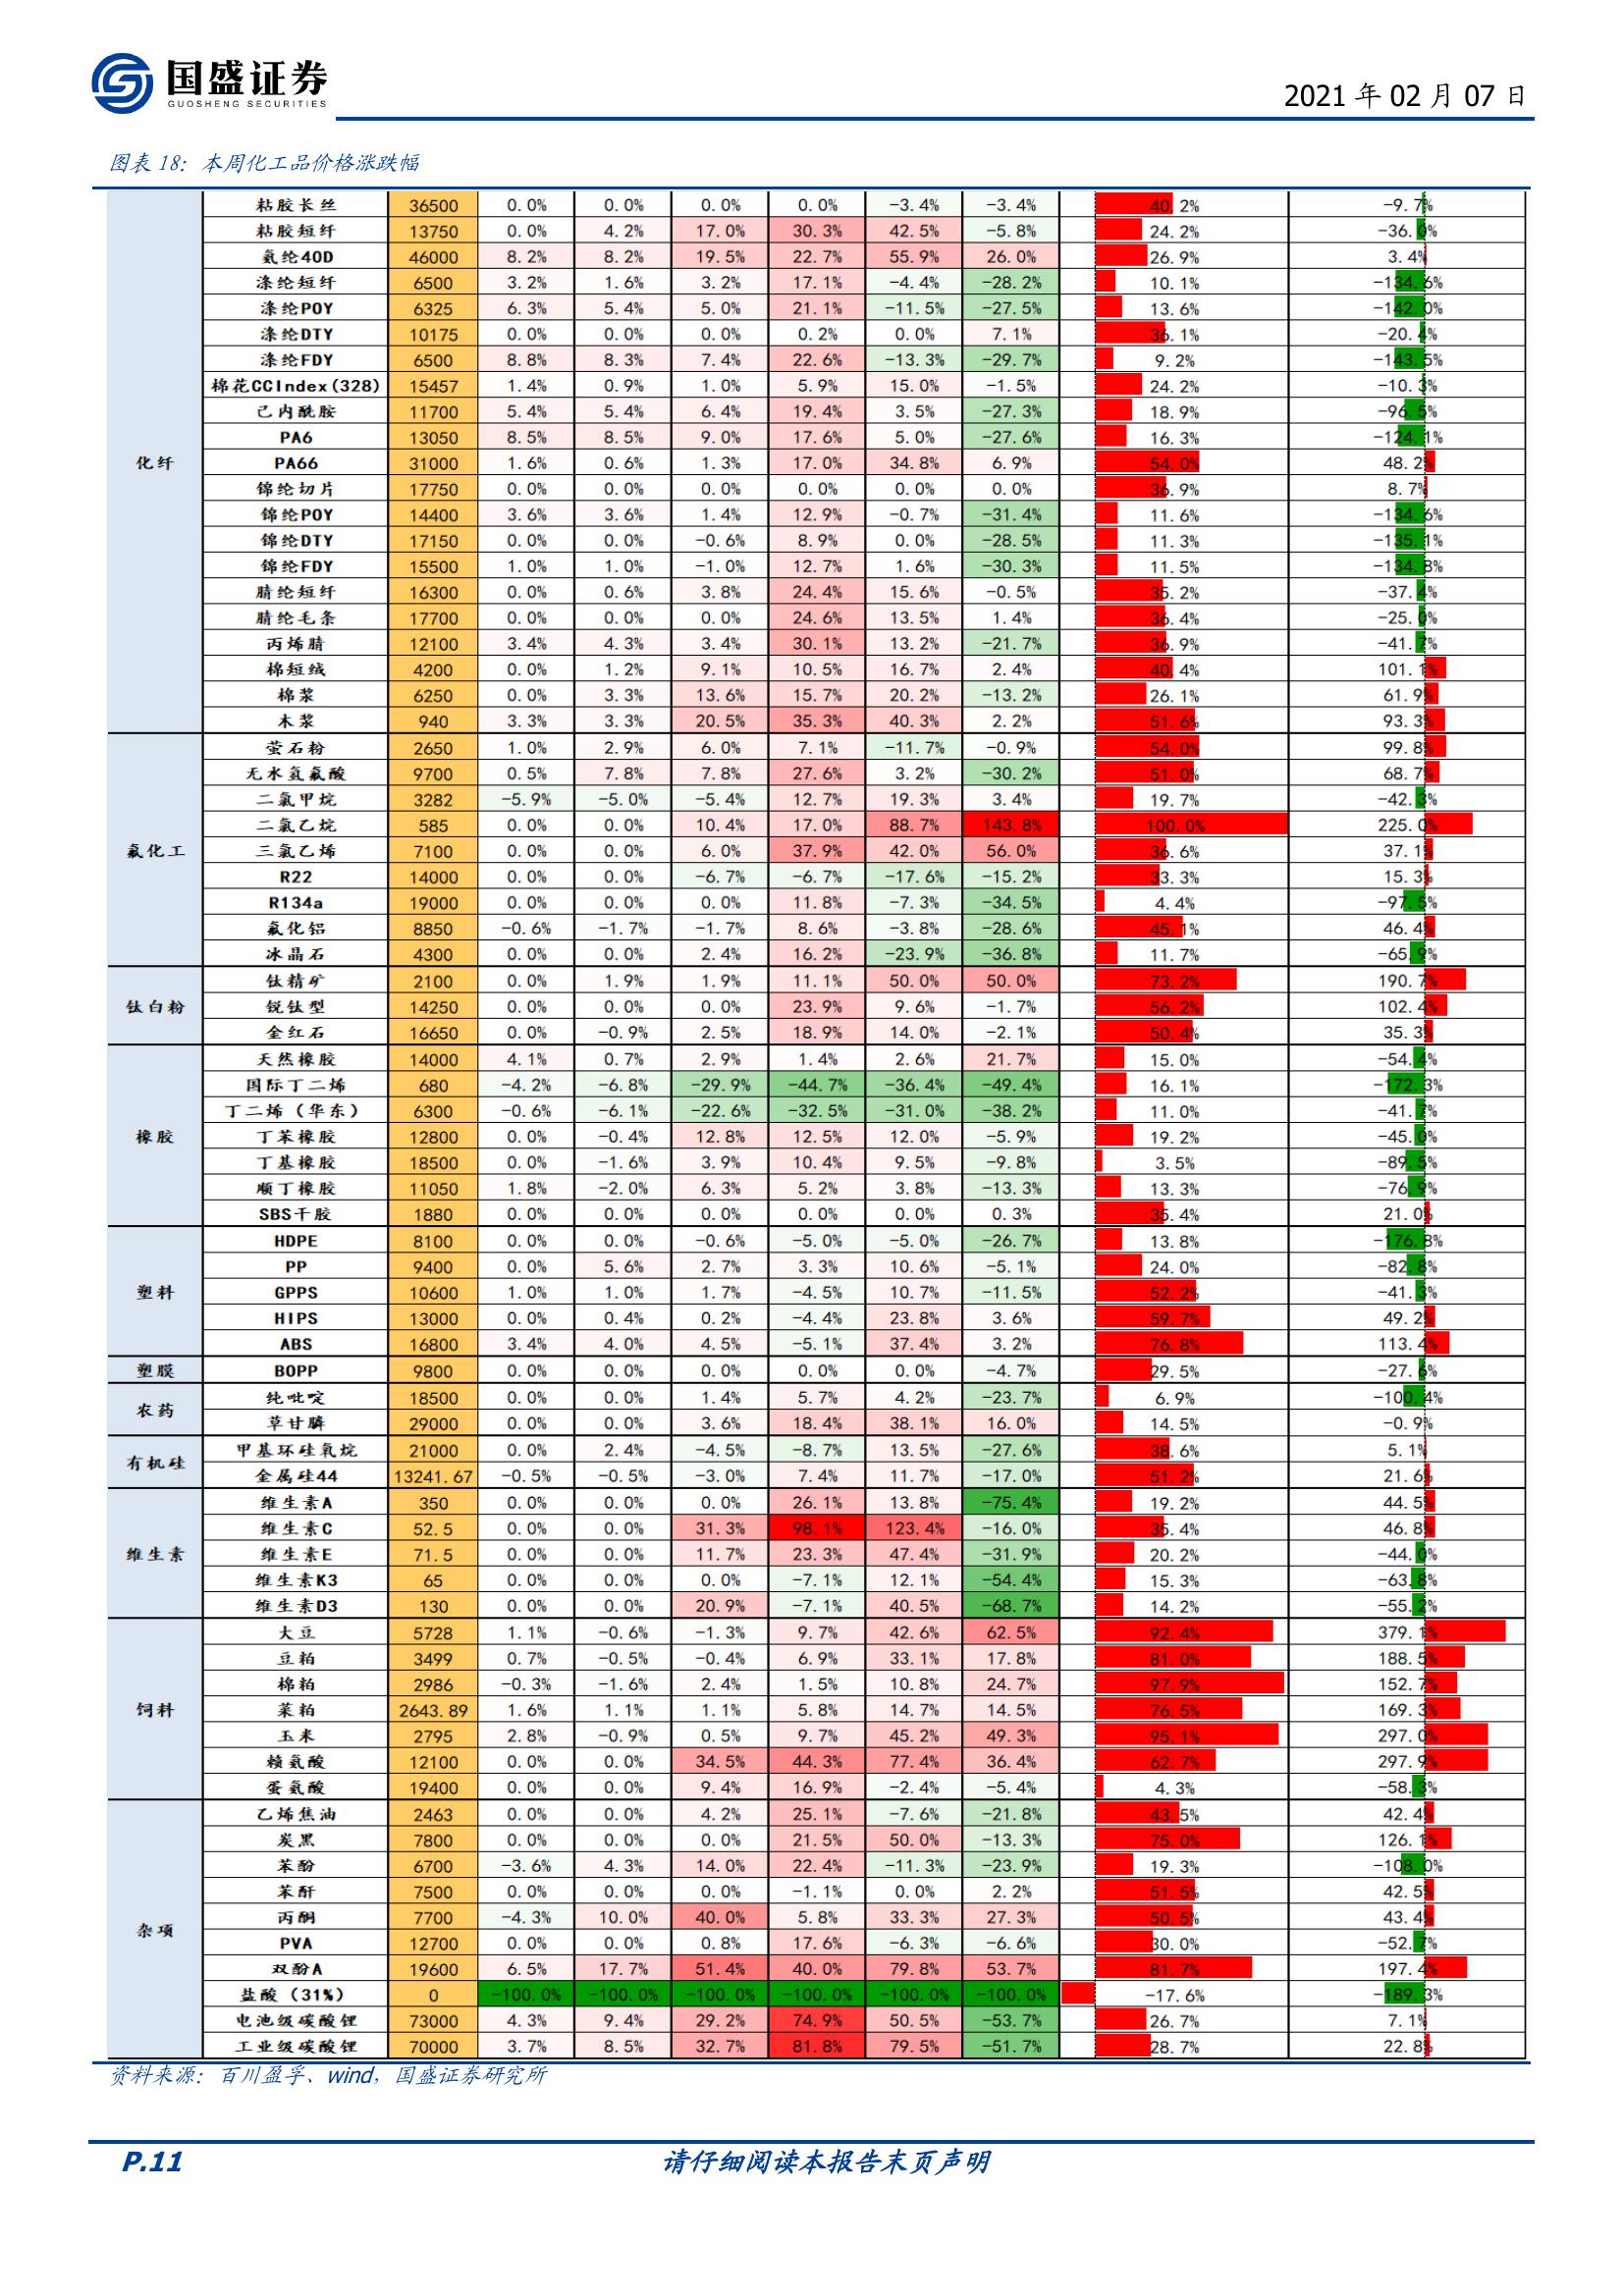 国盛证券
GUOSHENG SECURITIES
2021 年 02 月 07 日
图表 18：本周化工品价格涨跌幅
化纤
粘胶长丝 36500 0.0% 0.0% 0.0% 0.0% -3.4% -3.4% 40.2% -9.7%
粘胶短纤 13750 0.0% 4.2% 17.0% 30.3% 42.5% -5.8% 24.2% -36.0%
氨纶40D 46000 8.2% 8.2% 19.5% 22.7% 55.9% 26.0% 26.9% 3.4%
涤纶短纤 6500 3.2% 1.6% 3.2% 17.1% -4.4% -28.2% 10.1% -134.6%
涤纶POY 6325 6.3% 5.4% 5.0% 21.1% -11.5% -27.5% 13.6% -142.0%
涤纶DTY 10175 0.0% 0.0% 0.0% 0.2% 0.0% 7.1% 36.1% -20.4%
涤纶FDY 6500 8.8% 8.3% 7.4% 22.6% -13.3% -29.7% 9.2% -143.5%
棉花CCIndex(328) 15457 1.4% 0.9% 1.0% 5.9% 15.0% -1.5% 24.2% -10.3%
己内酰胺 11700 5.4% 5.4% 6.4% 19.4% 3.5% -27.3% 18.9% -96.5%
PA6 13050 8.5% 8.5% 9.0% 17.6% 5.0% -27.6% 16.3% -124.1%
PA66 31000 1.6% 0.6% 1.3% 17.0% 34.8% 6.9% 54.0% 48.2%
锦纶切片 17750 0.0% 0.0% 0.0% 0.0% 0.0% 0.0% 36.9% 8.7%
锦纶POY 14400 3.6% 3.6% 1.4% 12.9% -0.7% -31.4% 11.6% -134.6%
锦纶DTY 17150 0.0% 0.0% -0.6% 8.9% 0.0% -28.5% 11.3% -135.1%
锦纶FDY 15500 1.0% 1.0% -1.0% 12.7% 1.6% -30.3% 11.5% -134.8%
腈纶短纤 16300 0.0% 0.6% 3.8% 24.4% 15.6% -0.5% 35.2% -37.4%
腈纶毛条 17700 0.0% 0.0% 0.0% 24.6% 13.5% 1.4% 36.4% -25.0%
丙烯腈 12100 3.4% 4.3% 3.4% 30.1% 13.2% -21.7% 36.9% -41.7%
棉短绒 4200 0.0% 1.2% 9.1% 10.5% 16.7% 2.4% 40.4% 101.1%
棉浆 6250 0.0% 3.3% 13.6% 15.7% 20.2% -13.2% 26.1% 61.9%
木浆 940 3.3% 3.3% 20.5% 35.3% 40.3% 2.2% 51.6% 93.3%
氟化工
萤石粉 2650 1.0% 2.9% 6.0% 7.1% -11.7% -0.9% 54.0% 99.8%
无水氢氟酸 9700 0.5% 7.8% 7.8% 27.6% 3.2% -30.2% 51.0% 68.7%
二氯甲烷 3282 -5.9% -5.0% -5.4% 12.7% 19.3% 3.4% 19.7% -42.3%
二氯乙烷 585 0.0% 0.0% 10.4% 17.0% 88.7% 143.8% 100.0% 225.0%
三氯乙烯 7100 0.0% 0.0% 6.0% 37.9% 42.0% 56.0% 36.6% 37.1%
R22 14000 0.0% 0.0% -6.7% -6.7% -17.6% -15.2% 33.3% 15.3%
R134a 19000 0.0% 0.0% 0.0% 11.8% -7.3% -34.5% 4.4% -97.5%
氟化铝 8850 -0.6% -1.7% -1.7% 8.6% -3.8% -28.6% 45.1% 46.4%
冰晶石 4300 0.0% 0.0% 2.4% 16.2% -23.9% -36.8% 11.7% -65.9%
钛白粉
钛精矿 2100 0.0% 1.9% 1.9% 11.1% 50.0% 50.0% 73.2% 190.7%
锐钛型 14250 0.0% 0.0% 0.0% 23.9% 9.6% -1.7% 56.2% 102.4%
金红石 16650 0.0% -0.9% 2.5% 18.9% 14.0% -2.1% 50.4% 35.3%
橡胶
天然橡胶 14000 4.1% 0.7% 2.9% 1.4% 2.6% 21.7% 15.0% -54.4%
国际丁二烯 680 -4.2% -6.8% -29.9% -44.7% -36.4% -49.4% 16.1% -172.3%
丁二烯（华东） 6300 -0.6% -6.1% -22.6% -32.5% -31.0% -38.2% 11.0% -41.7%
丁苯橡胶 12800 0.0% -0.4% 12.8% 12.5% 12.0% -5.9% 19.2% -45.0%
丁基橡胶 18500 0.0% -1.6% 3.9% 10.4% 9.5% -9.8% 3.5% -89.5%
顺丁橡胶 11050 1.8% -2.0% 6.3% 5.2% 3.8% -13.3% 13.3% -76.9%
SBS干胶 1880 0.0% 0.0% 0.0% 0.0% 0.0% 0.3% 35.4% 21.0%
塑料
HDPE 8100 0.0% 0.0% -0.6% -5.0% -5.0% -26.7% 13.8% -176.8%
PP 9400 0.0% 5.6% 2.7% 3.3% 10.6% -5.1% 24.0% -82.8%
GPPS 10600 1.0% 1.0% 1.7% -4.5% 10.7% -11.5% 52.2% -41.3%
HIPS 13000 0.0% 0.4% 0.2% -4.4% 23.8% 3.6% 59.7% 49.2%
ABS 16800 3.4% 4.0% 4.5% -5.1% 37.4% 3.2% 76.8% 113.4%
塑膜
BOPP 9800 0.0% 0.0% 0.0% 0.0% 0.0% -4.7% 29.5% -27.6%
农药
纯吡啶 18500 0.0% 0.0% 1.4% 5.7% 4.2% -23.7% 6.9% -100.4%
草甘膦 29000 0.0% 0.0% 3.6% 18.4% 38.1% 16.0% 14.5% -0.9%
有机硅
甲基环硅氧烷 21000 0.0% 2.4% -4.5% -8.7% 13.5% -27.6% 38.6% 5.1%
金属硅44 13241.67 -0.5% -0.5% -3.0% 7.4% 11.7% -17.0% 51.2% 21.6%
维生素
维生素A 350 0.0% 0.0% 0.0% 26.1% 13.8% -75.4% 19.2% 44.5%
维生素C 52.5 0.0% 0.0% 31.3% 98.1% 123.4% -16.0% 35.4% 46.8%
维生素E 71.5 0.0% 0.0% 11.7% 23.3% 47.4% -31.9% 20.2% -44.0%
维生素K3 65 0.0% 0.0% 0.0% -7.1% 12.1% -54.4% 15.3% -63.8%
维生素D3 130 0.0% 0.0% 20.9% -7.1% 40.5% -68.7% 14.2% -55.2%
饲料
大豆 5728 1.1% -0.6% -1.3% 9.7% 42.6% 62.5% 92.4% 379.1%
豆粕 3499 0.7% -0.5% -0.4% 6.9% 33.1% 17.8% 81.0% 188.5%
棉粕 2986 -0.3% -1.6% 2.4% 1.5% 10.8% 24.7% 97.9% 152.7%
菜粕 2643.89 1.6% 1.1% 1.1% 5.8% 14.7% 14.5% 76.5% 169.3%
玉米 2795 2.8% -0.9% 0.5% 9.7% 45.2% 49.3% 95.1% 297.0%
赖氨酸 12100 0.0% 0.0% 34.5% 44.3% 77.4% 36.4% 62.7% 297.9%
蛋氨酸 19400 0.0% 0.0% 9.4% 16.9% -2.4% -5.4% 4.3% -58.3%
杂项
乙烯焦油 2463 0.0% 0.0% 4.2% 25.1% -7.6% -21.8% 43.5% 42.4%
炭黑 7800 0.0% 0.0% 0.0% 21.5% 50.0% -13.3% 75.0% 126.1%
苯酚 6700 -3.6% 4.3% 14.0% 22.4% -11.3% -23.9% 19.3% -108.0%
苯酐 7500 0.0% 0.0% 0.0% -1.1% 0.0% 2.2% 51.5% 42.5%
丙酮 7700 -4.3% 10.0% 40.0% 5.8% 33.3% 27.3% 50.5% 43.4%
PVA 12700 0.0% 0.0% 0.8% 17.6% -6.3% -6.6% 30.0% -52.7%
双酚A 19600 6.5% 17.7% 51.4% 40.0% 79.8% 53.7% 81.7% 197.4%
盐酸（31%） 0 -100.0% -100.0% -100.0% -100.0% -100.0% -100.0% -17.6% -189.3%
电池级碳酸锂 73000 4.3% 9.4% 29.2% 74.9% 50.5% -53.7% 26.7% 7.1%
工业级碳酸锂 70000 3.7% 8.5% 32.7% 81.8% 79.5% -51.7% 28.7% 22.8%
资料来源：百川盈孚、wind，国盛证券研究所
P.11 请仔细阅读本报告末页声明